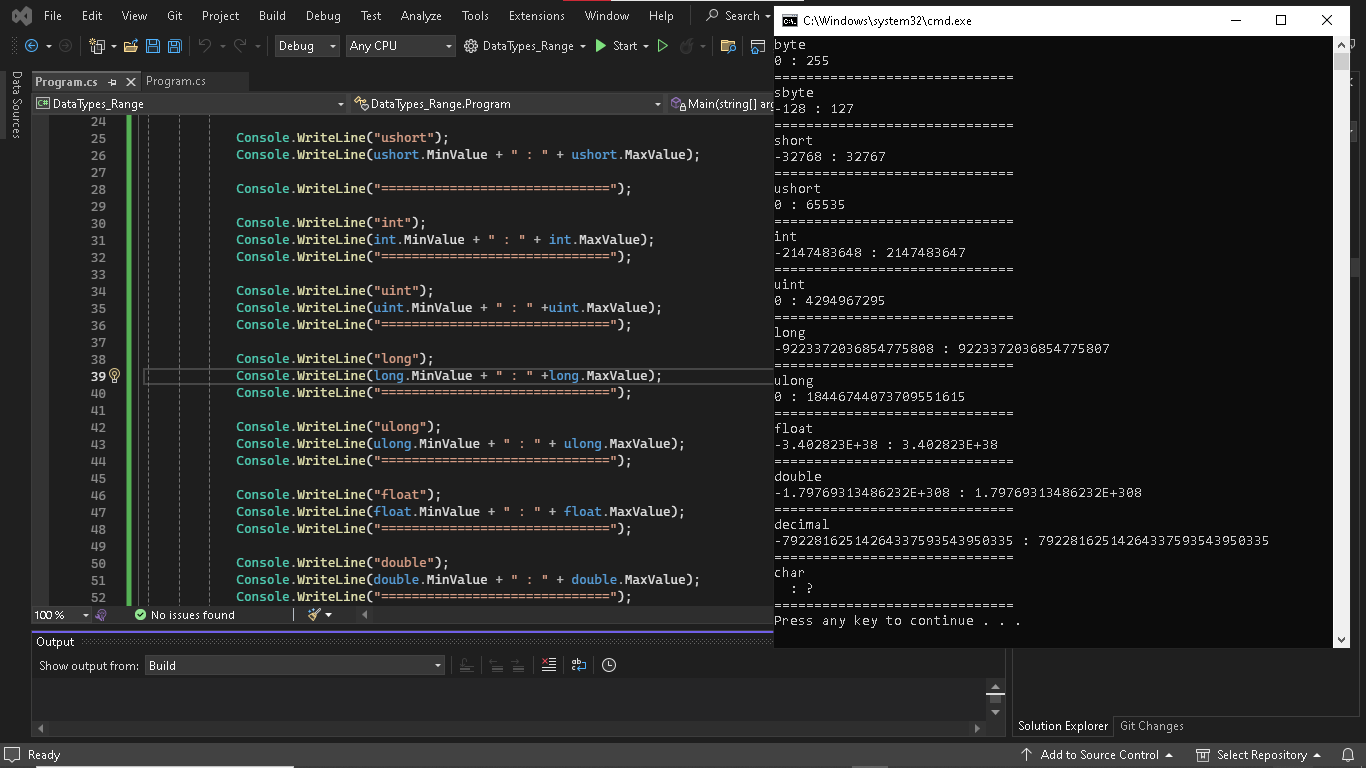 File Edit View Git Project Build Debug Test Analyze Tools Extensions Window Help Search
Debug Any CPU DataTypes_Range Start
Data Sources
Program.cs Program.cs
DataTypes_Range DataTypes_Range.Program Main(string[] arg
24
25 Console.WriteLine("ushort");
26 Console.WriteLine(ushort.MinValue + " : " + ushort.MaxValue);
27
28 Console.WriteLine("==============================");
29
30 Console.WriteLine("int");
31 Console.WriteLine(int.MinValue + " : " + int.MaxValue);
32 Console.WriteLine("==============================");
33
34 Console.WriteLine("uint");
35 Console.WriteLine(uint.MinValue + " : " +uint.MaxValue);
36 Console.WriteLine("==============================");
37
38 Console.WriteLine("long");
39 Console.WriteLine(long.MinValue + " : " +long.MaxValue);
40 Console.WriteLine("==============================");
41
42 Console.WriteLine("ulong");
43 Console.WriteLine(ulong.MinValue + " : " + ulong.MaxValue);
44 Console.WriteLine("==============================");
45
46 Console.WriteLine("float");
47 Console.WriteLine(float.MinValue + " : " + float.MaxValue);
48 Console.WriteLine("==============================");
49
50 Console.WriteLine("double");
51 Console.WriteLine(double.MinValue + " : " + double.MaxValue);
52 Console.WriteLine("==============================");
100 % No issues found
Output
Show output from: Build
C:\Windows\system32\cmd.exe
byte
0 : 255
==============================
sbyte
-128 : 127
==============================
short
-32768 : 32767
==============================
ushort
0 : 65535
==============================
int
-2147483648 : 2147483647
==============================
uint
0 : 4294967295
==============================
long
-9223372036854775808 : 9223372036854775807
==============================
ulong
0 : 18446744073709551615
==============================
float
-3.402823E+38 : 3.402823E+38
==============================
double
-1.79769313486232E+308 : 1.79769313486232E+308
==============================
decimal
-79228162514264337593543950335 : 79228162514264337593543950335
==============================
char
: ?
==============================
Press any key to continue . . .
Solution Explorer Git Changes
Ready Add to Source Control Select Repository